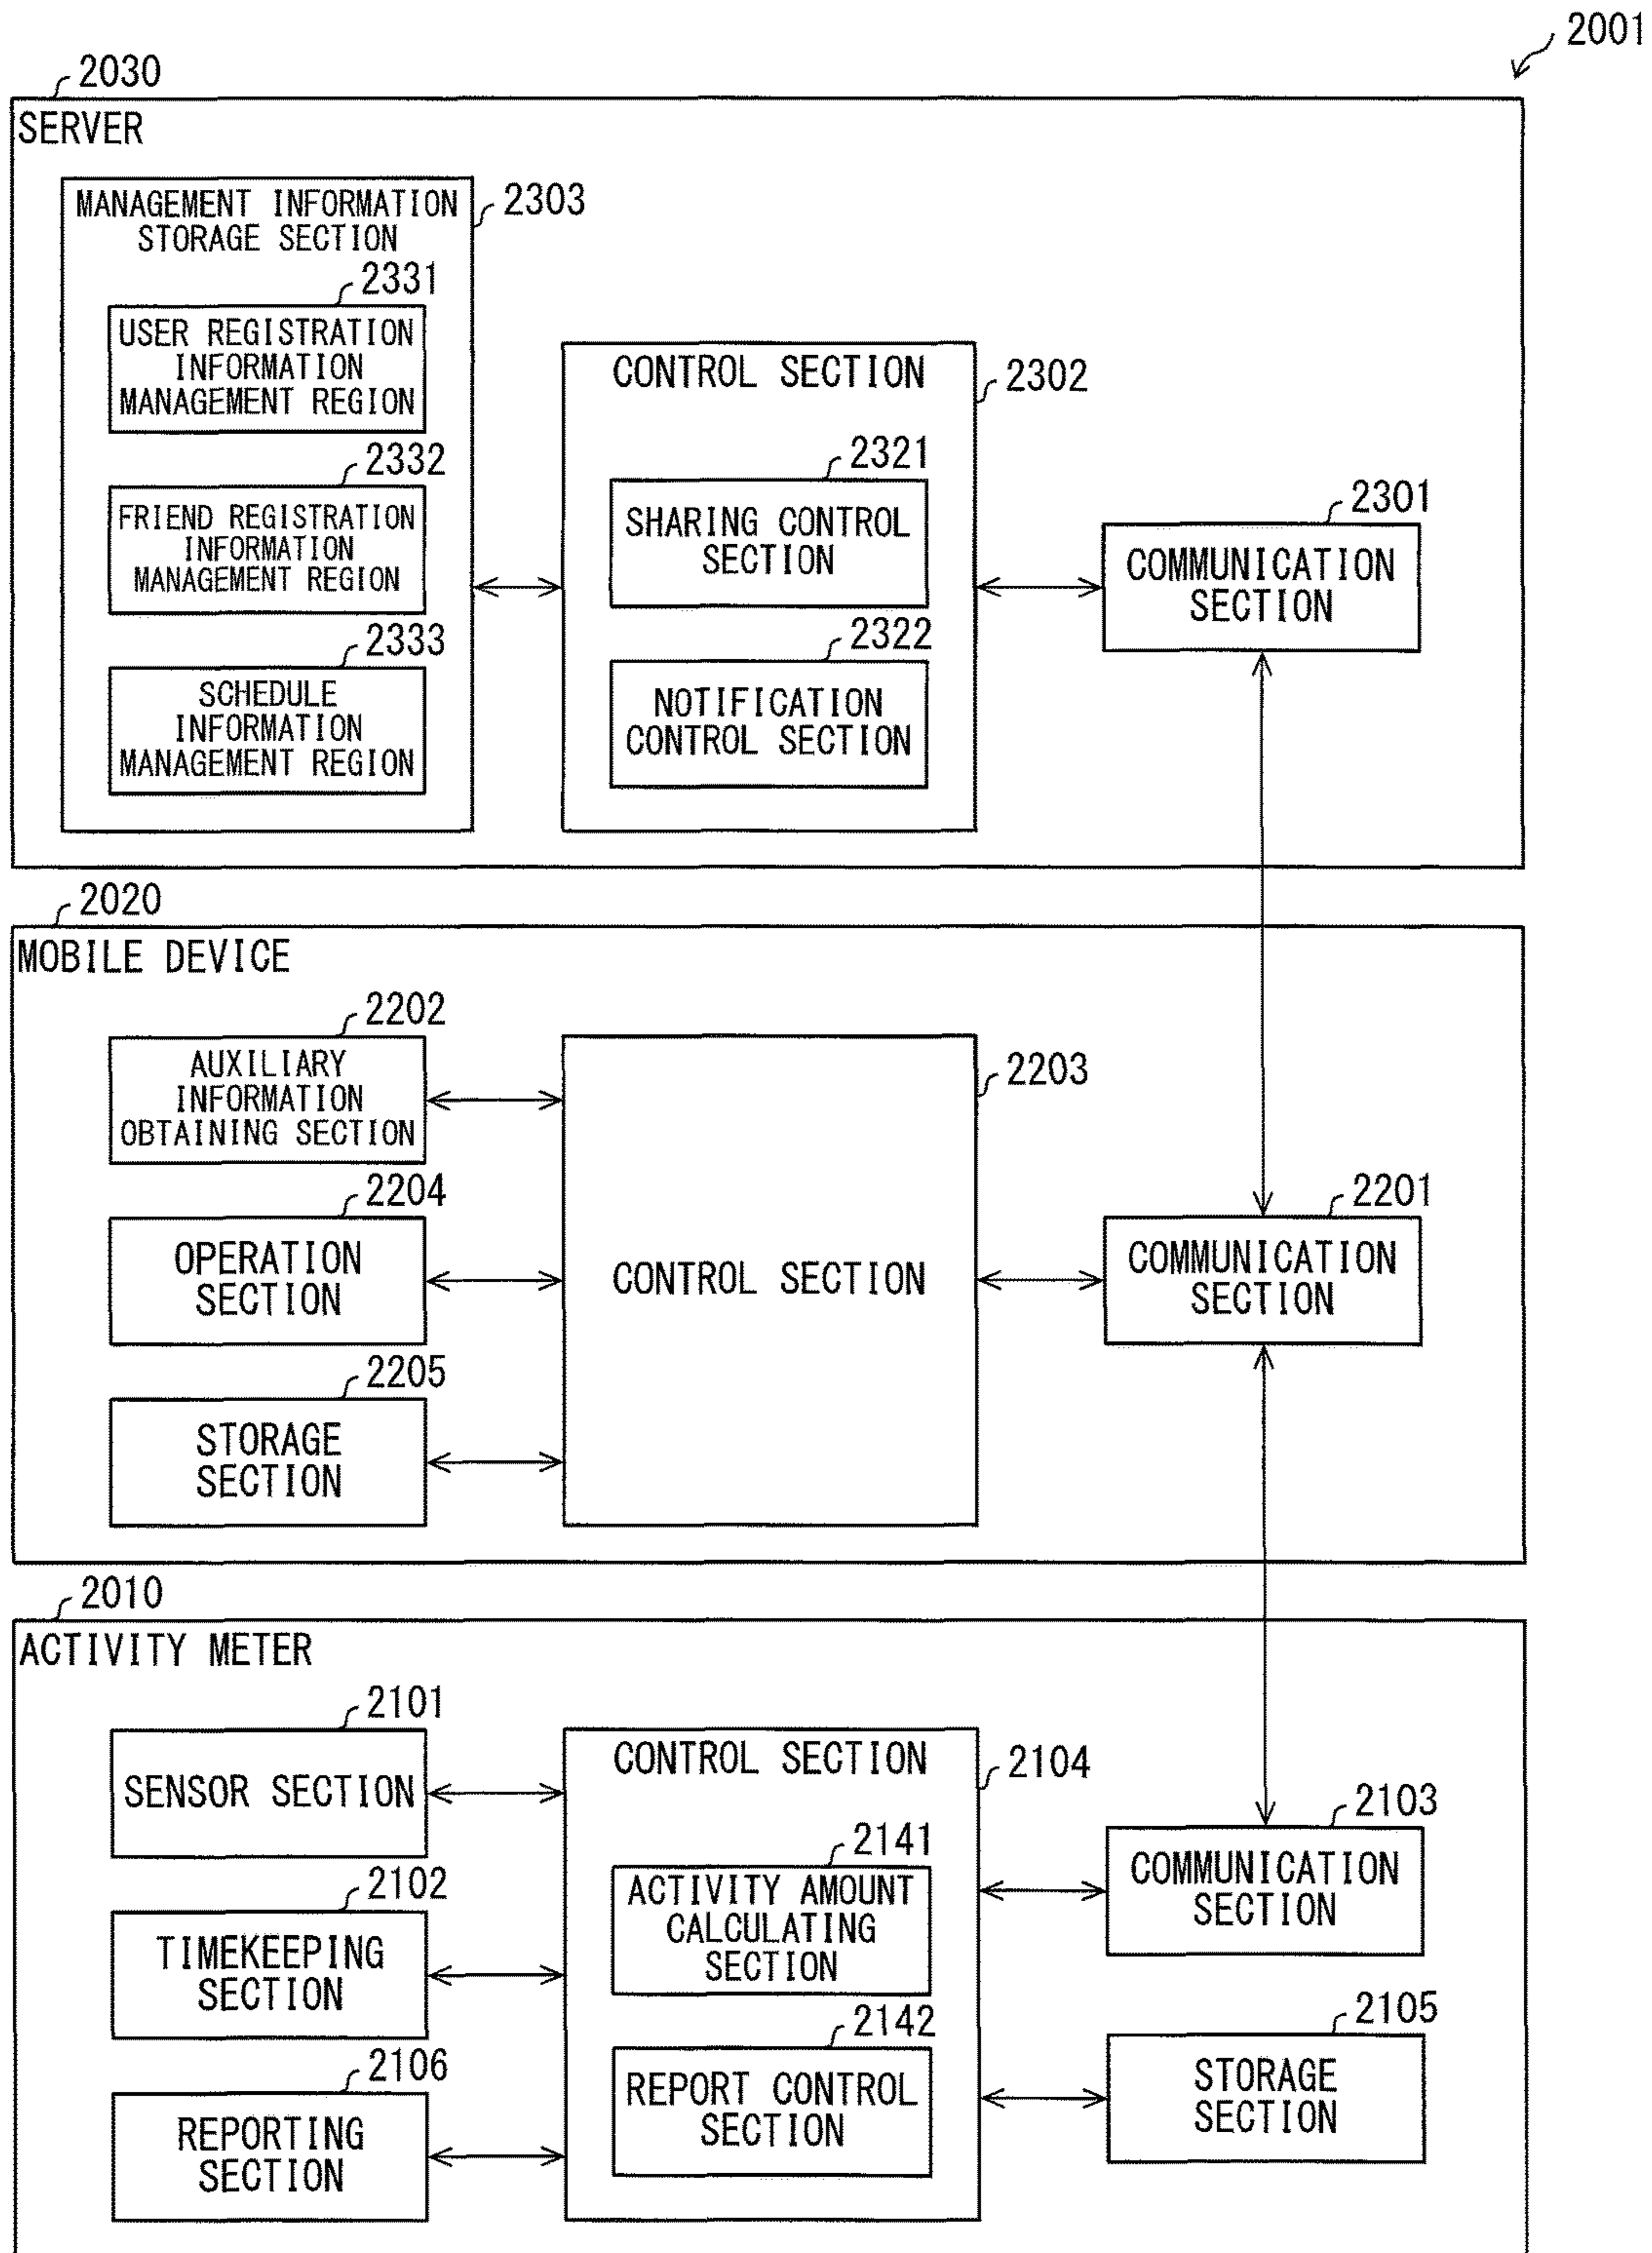 2001
2030
SERVER
2303
MANAGEMENT INFORMATION
STORAGE SECTION
2331
USER REGISTRATION
INFORMATION
MANAGEMENT REGION
2332
FRIEND REGISTRATION
INFORMATION
MANAGEMENT REGION
2333
SCHEDULE
INFORMATION
MANAGEMENT REGION
CONTROL SECTION
2302
2321
SHARING CONTROL
SECTION
2322
NOTIFICATION
CONTROL SECTION
2301
COMMUNICATION
SECTION
2020
MOBILE DEVICE
2202
AUXILIARY
INFORMATION
OBTAINING SECTION
2204
OPERATION
SECTION
2205
STORAGE
SECTION
2203
CONTROL SECTION
2201
COMMUNICATION
SECTION
2010
ACTIVITY METER
2101
SENSOR SECTION
2102
TIMEKEEPING
SECTION
2106
REPORTING
SECTION
CONTROL SECTION
2104
2141
ACTIVITY AMOUNT
CALCULATING
SECTION
2142
REPORT CONTROL
SECTION
2103
COMMUNICATION
SECTION
2105
STORAGE
SECTION